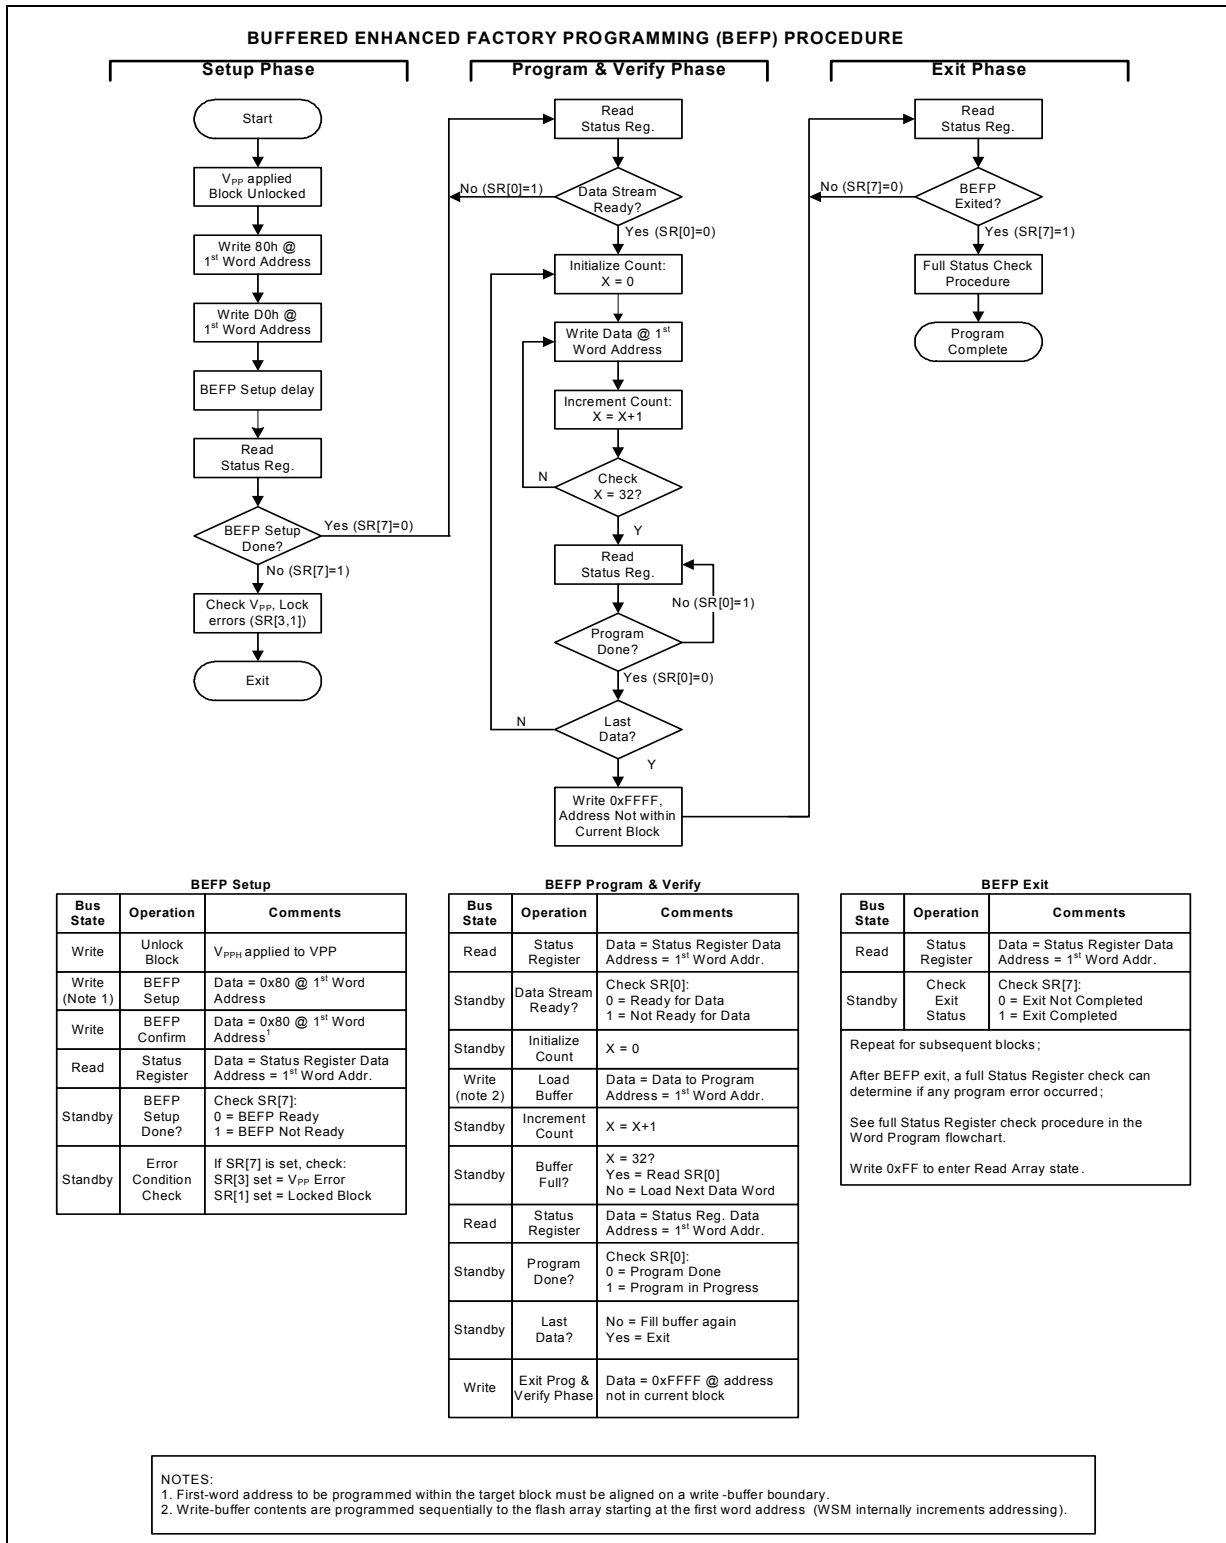 BUFFERED ENHANCED FACTORY PROGRAMMING (BEFP) PROCEDURE
Setup Phase
Start
VPP applied
Block Unlocked
Write 80h @
1st Word Address
Write D0h @
1st Word Address
BEFP Setup delay
Read
Status Reg.
BEFP Setup
Done?
Yes (SR[7]=0)
No (SR[7]=1)
Check VPP, Lock
errors (SR[3,1])
Exit
Program & Verify Phase
Read
Status Reg.
No (SR[0]=1)
Data Stream
Ready?
Yes (SR[0]=0)
Initialize Count:
X = 0
Write Data @ 1st
Word Address
Increment Count:
X = X+1
N
Check
X = 32?
Y
Read
Status Reg.
No (SR[0]=1)
Program
Done?
Yes (SR[0]=0)
N
Last
Data?
Y
Write 0xFFFF,
Address Not within
Current Block
Exit Phase
Read
Status Reg.
No (SR[7]=0)
BEFP
Exited?
Yes (SR[7]=1)
Full Status Check
Procedure
Program
Complete
BEFP Setup
Bus
State
Operation
Comments
Write
Unlock
Block
VPPH applied to VPP
Write
(Note 1)
BEFP
Setup
Data = 0x80 @ 1st Word
Address
Write
BEFP
Confirm
Data = 0x80 @ 1st Word
Address1
Read
Status
Register
Data = Status Register Data
Address = 1st Word Addr.
Standby
BEFP
Setup
Done?
Check SR[7]:
0 = BEFP Ready
1 = BEFP Not Ready
Standby
Error
Condition
Check
If SR[7] is set, check:
SR[3] set = VPP Error
SR[1] set = Locked Block
BEFP Program & Verify
Bus
State
Operation
Comments
Read
Status
Register
Data = Status Register Data
Address = 1st Word Addr.
Standby
Data Stream
Ready?
Check SR[0]:
0 = Ready for Data
1 = Not Ready for Data
Standby
Initialize
Count
X = 0
Write
(note 2)
Load
Buffer
Data = Data to Program
Address = 1st Word Addr.
Standby
Increment
Count
X = X+1
Standby
Buffer
Full?
X = 32?
Yes = Read SR[0]
No = Load Next Data Word
Read
Status
Register
Data = Status Reg. Data
Address = 1st Word Addr.
Standby
Program
Done?
Check SR[0]:
0 = Program Done
1 = Program in Progress
Standby
Last
Data?
No = Fill buffer again
Yes = Exit
Write
Exit Prog &
Verify Phase
Data = 0xFFFF @ address
not in current block
BEFP Exit
Bus
State
Operation
Comments
Read
Status
Register
Data = Status Register Data
Address = 1st Word Addr.
Standby
Check
Exit
Status
Check SR[7]:
0 = Exit Not Completed
1 = Exit Completed
Repeat for subsequent blocks;
After BEFP exit, a full Status Register check can
determine if any program error occurred;
See full Status Register check procedure in the
Word Program flowchart.
Write 0xFF to enter Read Array state.
NOTES:
1. First-word address to be programmed within the target block must be aligned on a write -buffer boundary.
2. Write-buffer contents are programmed sequentially to the flash array starting at the first word address (WSM internally increments addressing).